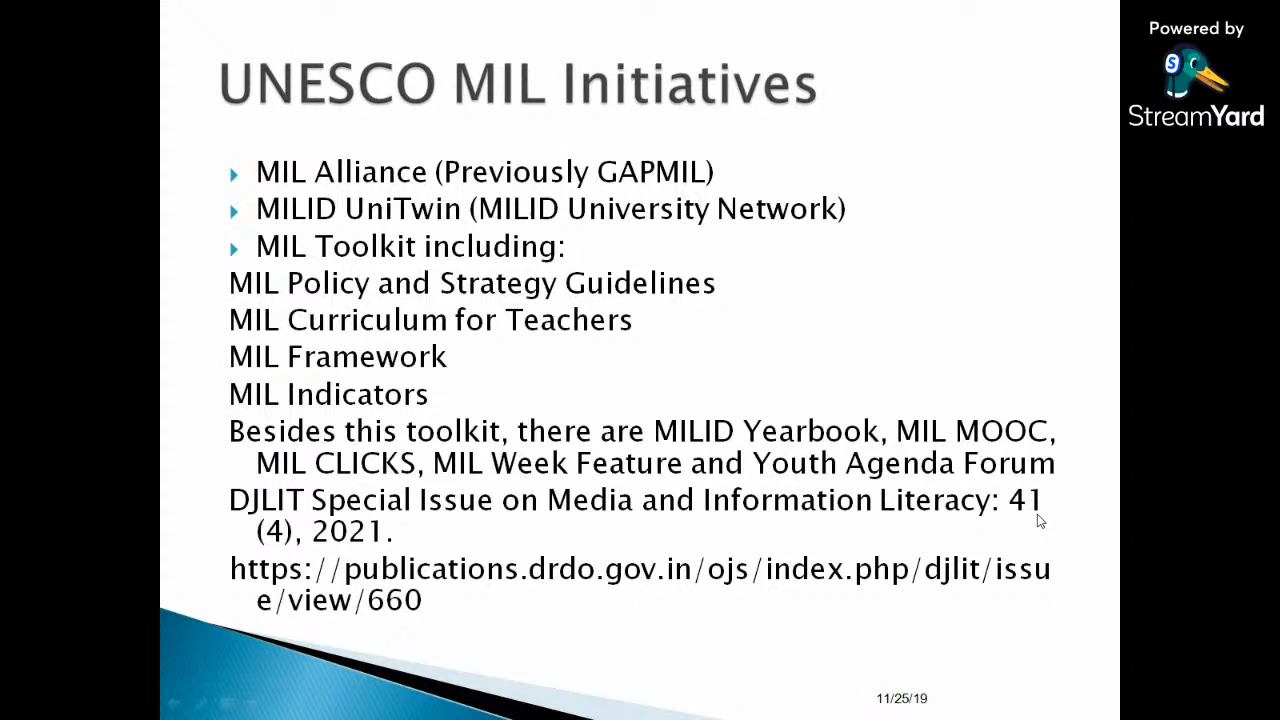 UNESCO MIL Initiatives
MIL Alliance (Previously GAPMIL)
MILID UniTwin (MILID University Network)
MIL Toolkit including:
MIL Policy and Strategy Guidelines
MIL Curriculum for Teachers
MIL Framework
MIL Indicators
Besides this toolkit, there are MILID Yearbook, MIL MOOC,
MIL CLICKS, MIL Week Feature and Youth Agenda Forum
DJLIT Special Issue on Media and Information Literacy: 41
(4), 2021.
https://publications.drdo.gov.in/ojs/index.php/djlit/issu
e/view/660
11/25/19
Powered by
S
StreamYard